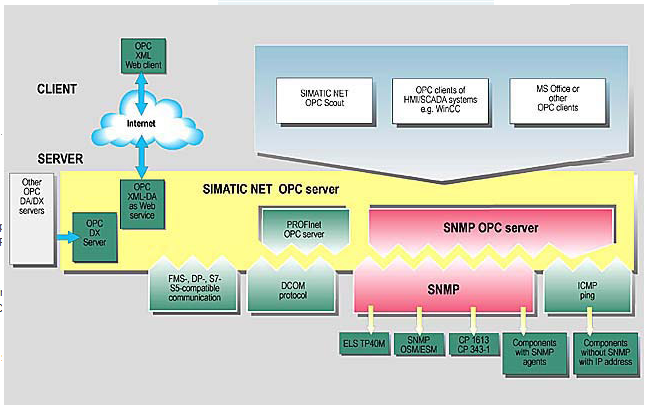 OPC
XML
Web client
CLIENT
SIMATIC NET
OPC Scout
OPC clients of
HMI/SCADA systems
e.g. WinCC
MS Office or
other
OPC clients
Internet
SERVER
Other
OPC
DA/DX
servers
OPC
XML-DA
as Web
service
SIMATIC NET OPC server
OPC
DX
Server
PROFInet
OPC server
SNMP OPC server
FMS-, DP-, S7-
S5-compatible
communication
DCOM
protocol
SNMP
ICMP
ping
ELS TP40M
SNMP
OSM/ESM
CP 1613
CP 343-1
Components
with SNMP
agents
Components
without SNMP
with IP address